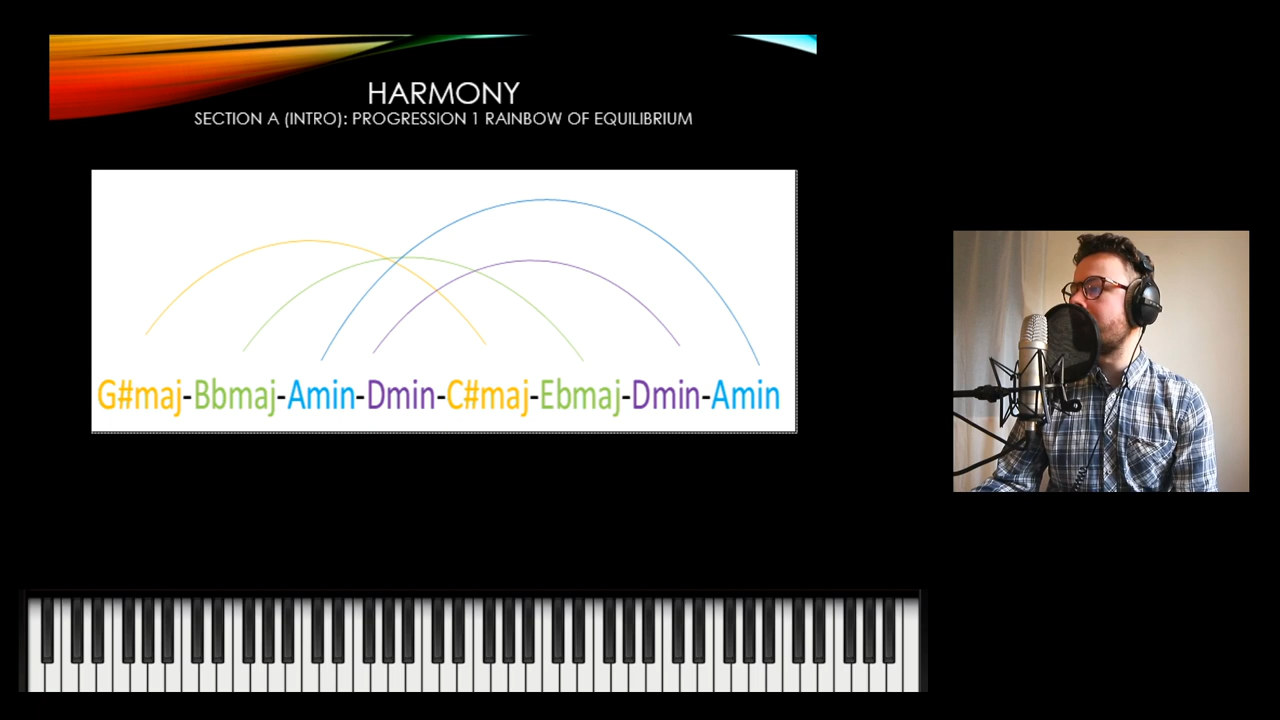 HARMONY
SECTION A (INTRO): PROGRESSION 1 RAINBOW OF EQUILIBRIUM
G#maj-Bbmaj-Amin-Dmin-C#maj-Ebmaj-Dmin-Amin